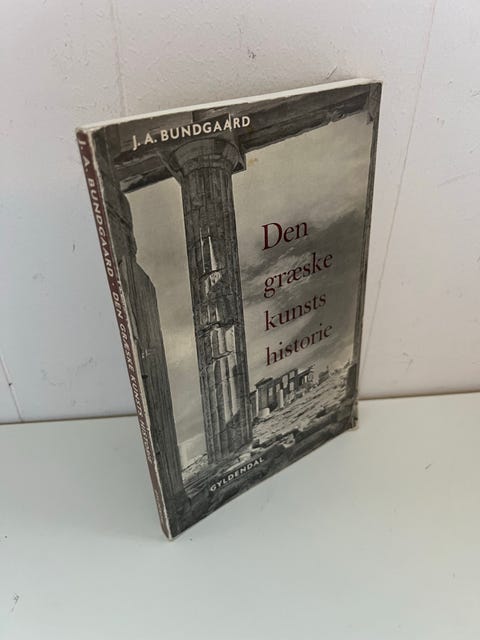 J. A. BUNDGAARD
Den
græske
kunsts
historie
GYLDENDAL
J. A. BUNDGAARD · DEN GRÆSKE KUNSTS HISTORIE